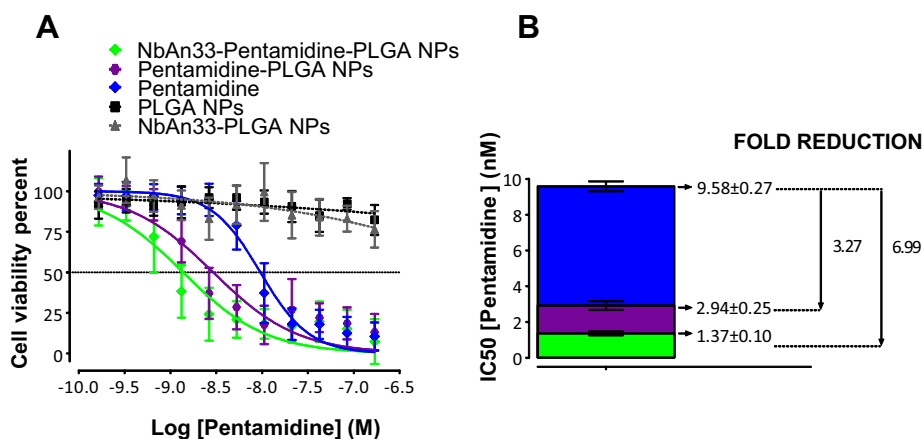 A
NbAn33-Pentamidine-PLGA NPs
Pentamidine-PLGA NPs
Pentamidine
PLGA NPs
NbAn33-PLGA NPs
Cell viability percent
100
75
50
25
0
-10.0 -9.5 -9.0 -8.5 -8.0 -7.5 -7.0 -6.5
Log [Pentamidine] (M)
B
FOLD REDUCTION
IC50 [Pentamidine ] (nM)
10
8
6
4
2
0
9.58±0.27
2.94±0.25
1.37±0.10
3.27
6.99